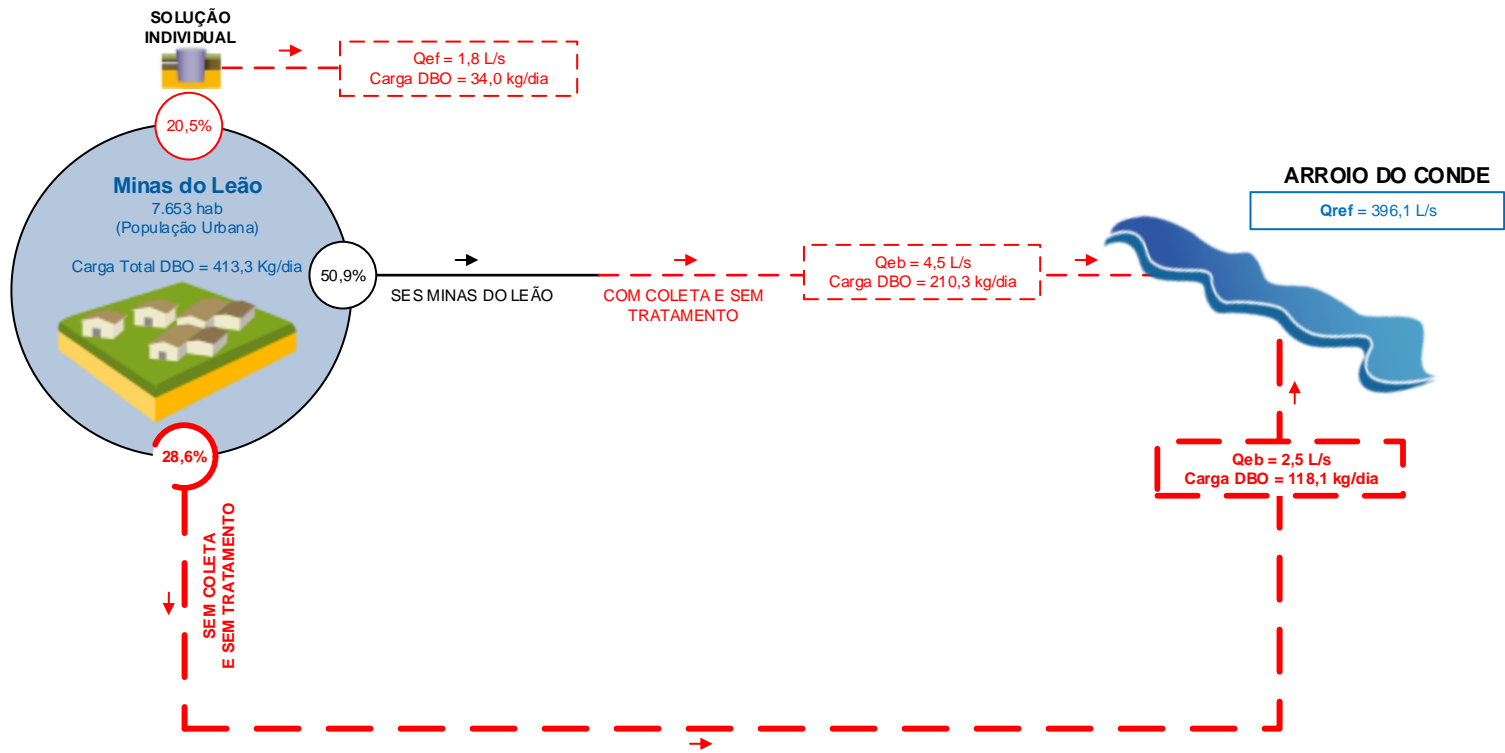 SOLUÇÃO
INDIVIDUAL
Qef = 1,8 L/s
Carga DBO = 34,0 kg/dia
20,5%
Minas do Leão
7.653 hab
(População Urbana)
Carga Total DBO = 413,3 Kg/dia
50,9%
SES MINAS DO LEÃO
COM COLETA E SEM
TRATAMENTO
Qeb = 4,5 L/s
Carga DBO = 210,3 kg/dia
ARROIO DO CONDE
Qref = 396,1 L/s
28,6%
SEM COLETA
E SEM TRATAMENTO
Qeb = 2,5 L/s
Carga DBO = 118,1 kg/dia